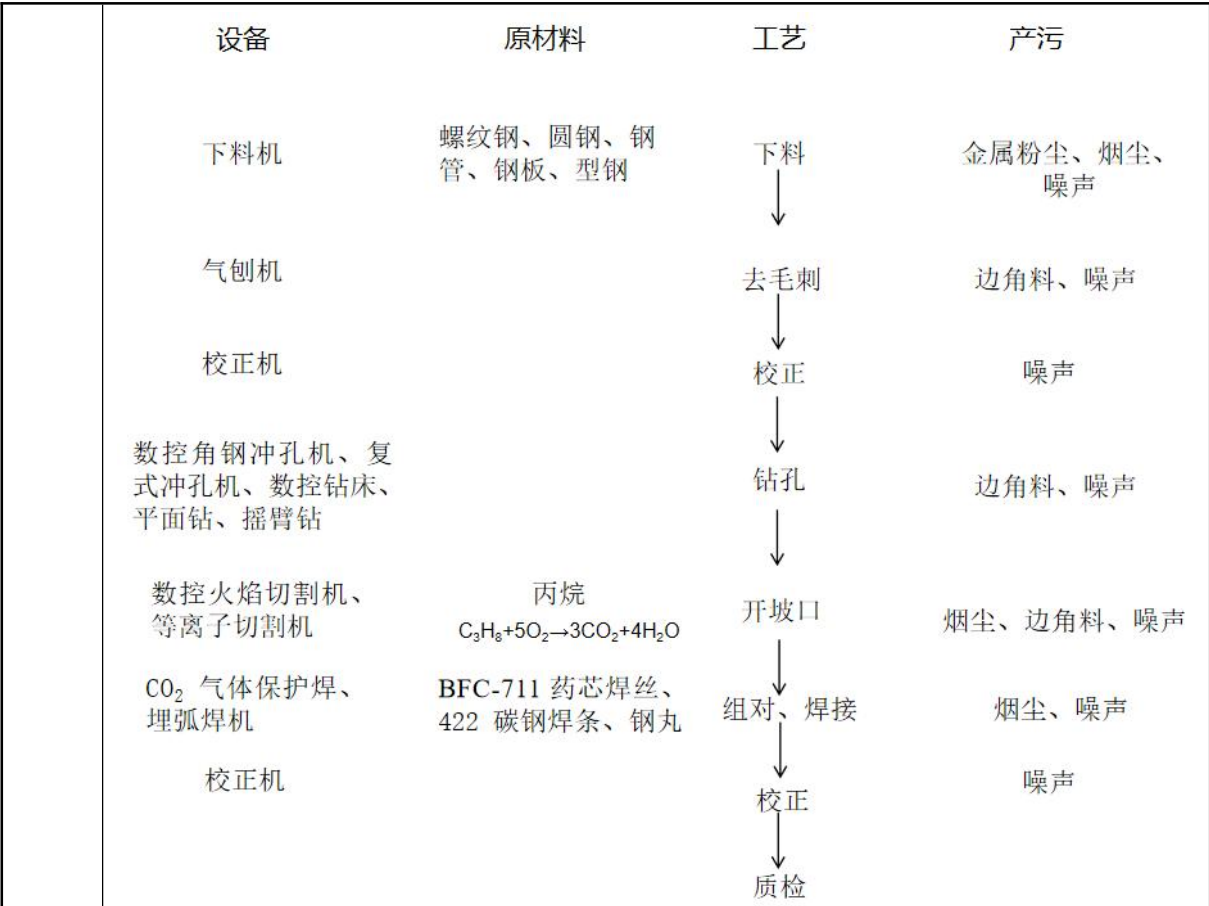 设备 原材料 工艺 产污
下料机 螺纹钢、圆钢、钢管、钢板、型钢 下料 金属粉尘、烟尘、噪声
气刨机 去毛刺 边角料、噪声
校正机 校正 噪声
数控角钢冲孔机、复式冲孔机、数控钻床、平面钻、摇臂钻 钻孔 边角料、噪声
数控火焰切割机、等离子切割机 丙烷 C₃H₈+5O₂→3CO₂+4H₂O 开坡口 烟尘、边角料、噪声
CO₂ 气体保护焊、埋弧焊机 BFC-711 药芯焊丝、422 碳钢焊条、钢丸 组对、焊接 烟尘、噪声
校正机 校正 噪声
质检